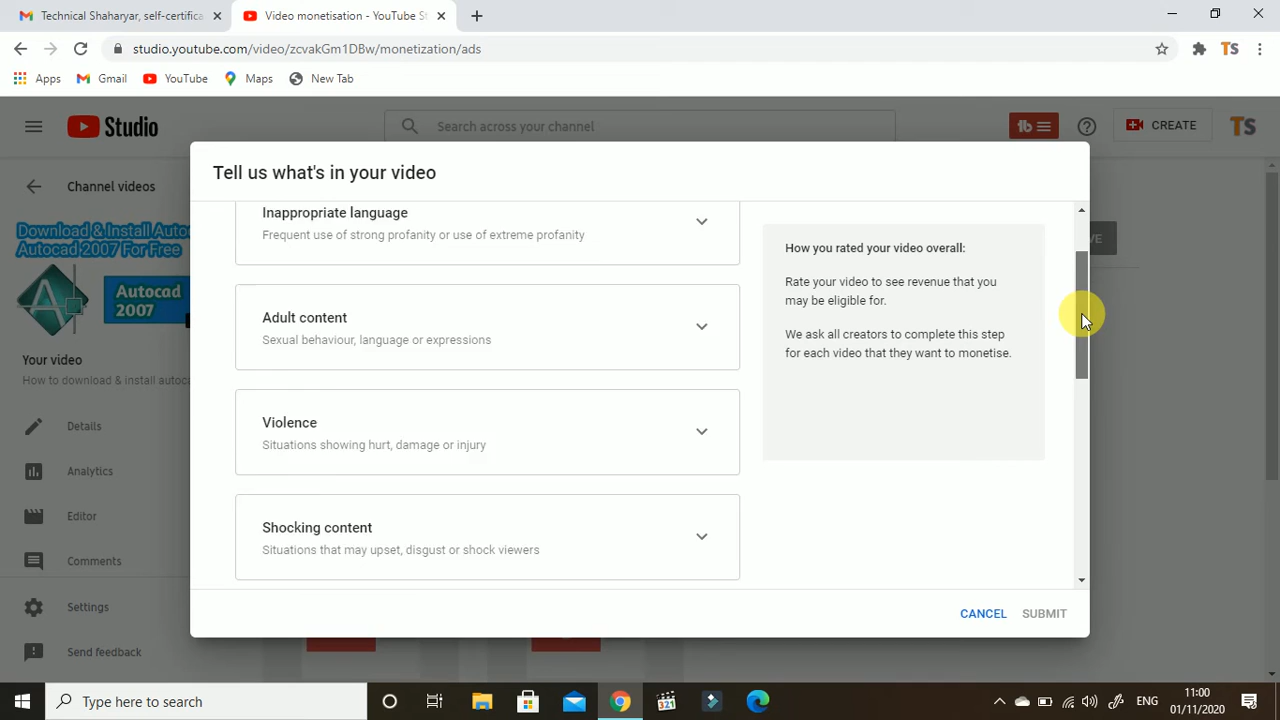 Technical Shaharyar, self-certifica
Video monetisation - YouTube St
studio.youtube.com/video/zcvakGm1DBw/monetization/ads
TS
Apps
Gmail
YouTube
Maps
New Tab
Studio
Search across your channel
CREATE
TS
Tell us what's in your video
Channel videos
Download & Install Autoc
Autocad 2007 For Free
Autocad
2007
Your video
How to download & install autoca
Details
Analytics
Editor
Comments
Settings
Send feedback
Inappropriate language
Frequent use of strong profanity or use of extreme profanity
Adult content
Sexual behaviour, language or expressions
Violence
Situations showing hurt, damage or injury
Shocking content
Situations that may upset, disgust or shock viewers
How you rated your video overall:
Rate your video to see revenue that you
may be eligible for.
We ask all creators to complete this step
for each video that they want to monetise.
CANCEL
SUBMIT
Type here to search
321
ENG
11:00
01/11/2020